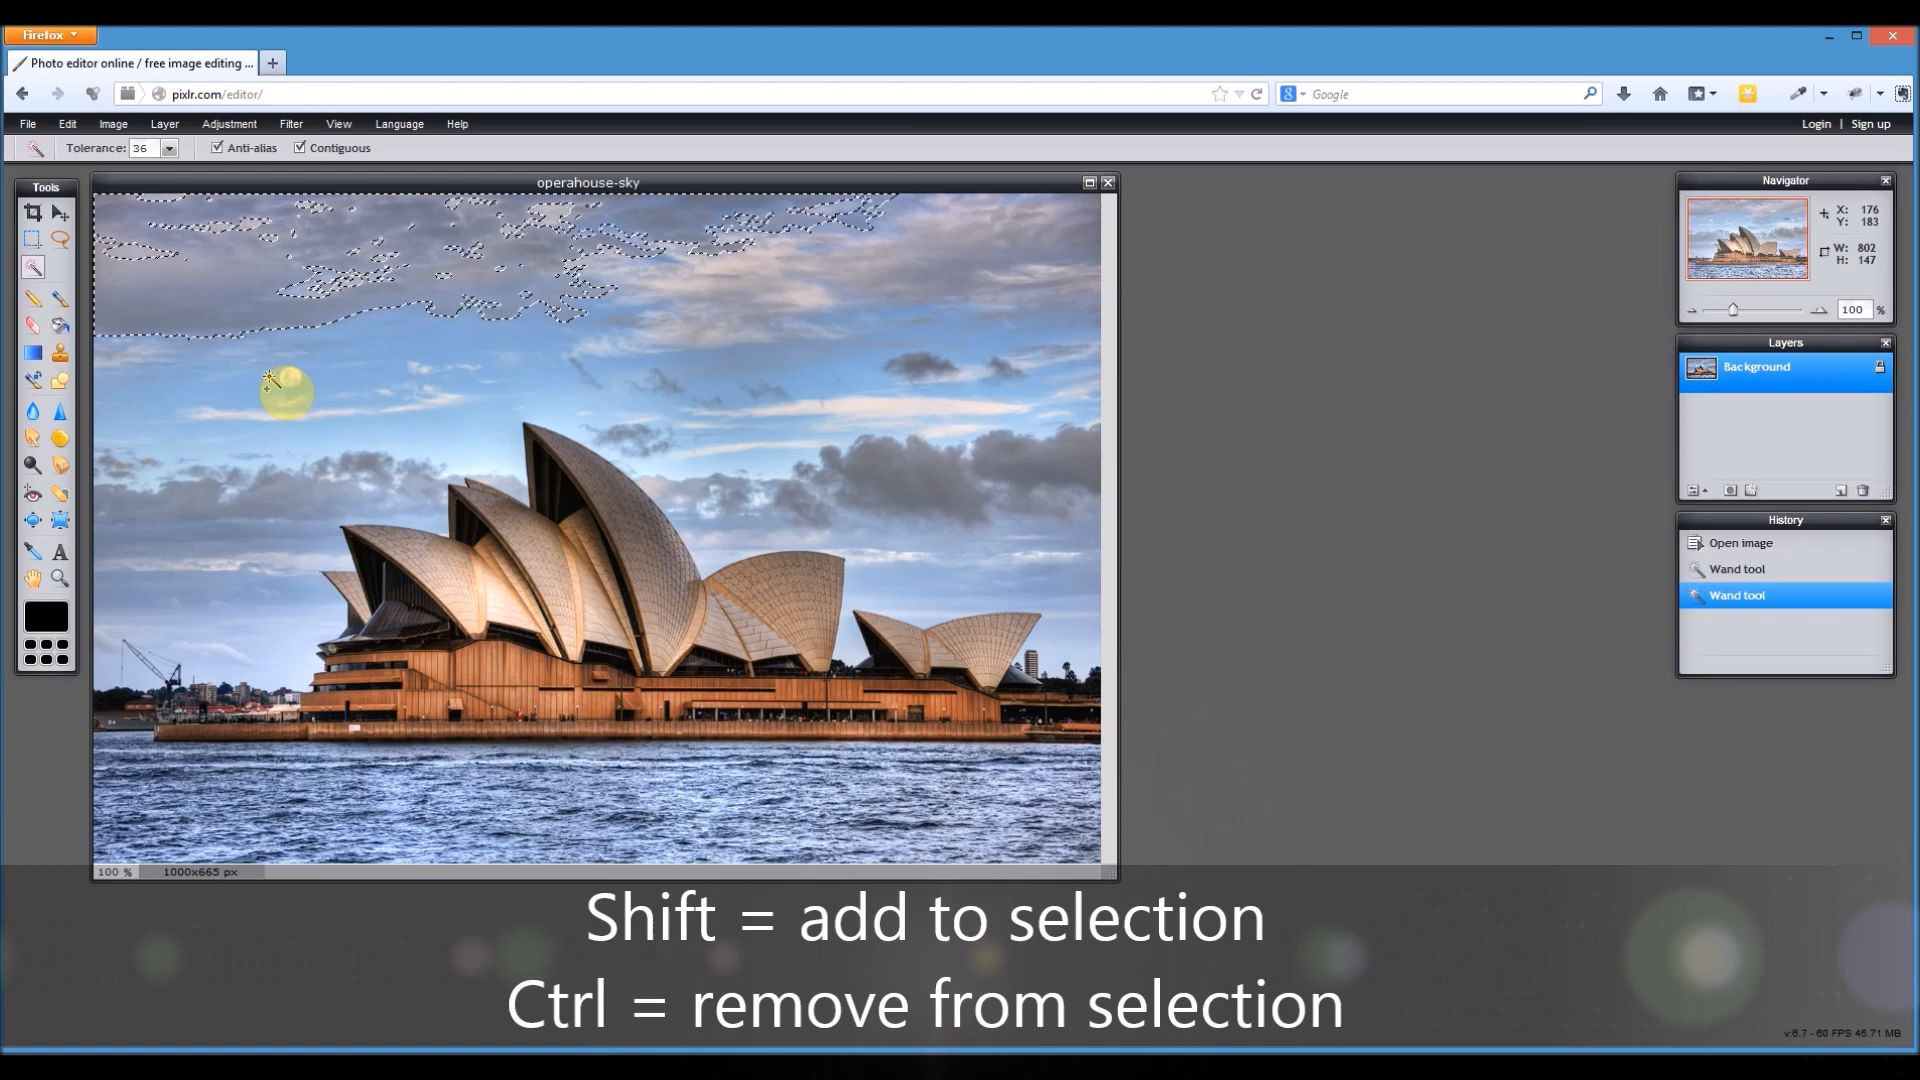 Firefox
Photo editor online / free image editing ...
pixlr.com/editor/
Google
File Edit Image Layer Adjustment Filter View Language Help
Login | Sign up
Tolerance: 36 Anti-alias Contiguous
Tools
operahouse-sky
Navigator
X: 176
Y: 183
W: 802
H: 147
100 %
Layers
Background
History
Open image
Wand tool
Wand tool
100 % 1000x665 px
Shift = add to selection
Ctrl = remove from selection
v:6.7 - 60 FPS 45.71 MB